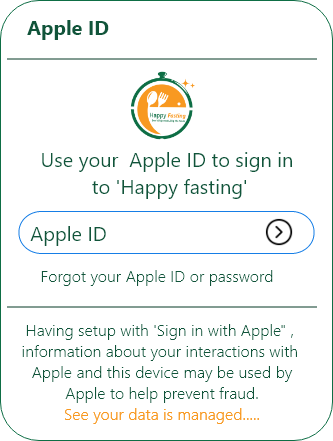 Apple ID
Happy Fasting
Use your Apple ID to sign in
to 'Happy fasting'
Apple ID
Forgot your Apple ID or password
Having setup with 'Sign in with Apple" ,
information about your interactions with
Apple and this device may be used by
Apple to help prevent fraud.
See your data is managed.....